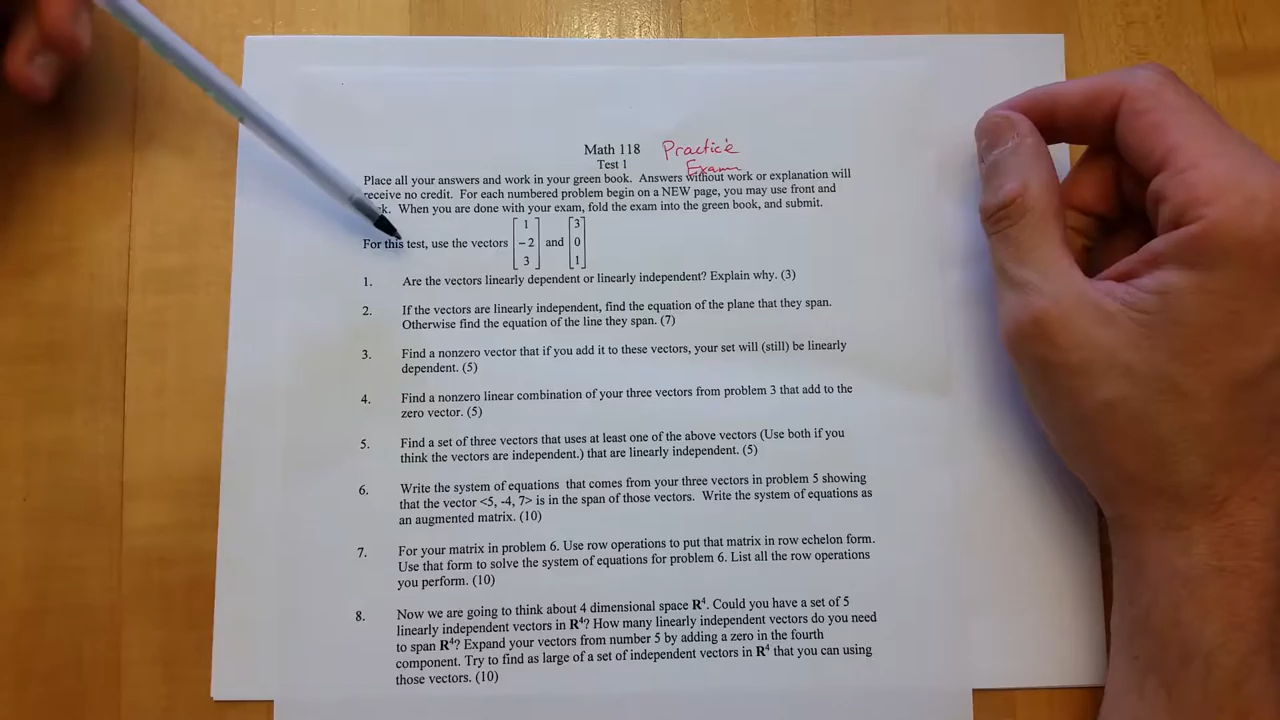 Math 118 Practice
Test 1 Exam
Place all your answers and work in your green book. Answers without work or explanation will
receive no credit. For each numbered problem begin on a NEW page, you may use front and
When you are done with your exam, fold the exam into the green book, and submit.
For this test, use the vectors [1 -2 3] and [3 0 1]
1. Are the vectors linearly dependent or linearly independent? Explain why. (3)
2. If the vectors are linearly independent, find the equation of the plane that they span.
Otherwise find the equation of the line they span. (7)
3. Find a nonzero vector that if you add it to these vectors, your set will (still) be linearly
dependent. (5)
4. Find a nonzero linear combination of your three vectors from problem 3 that add to the
zero vector. (5)
5. Find a set of three vectors that uses at least one of the above vectors (Use both if you
think the vectors are independent.) that are linearly independent. (5)
6. Write the system of equations that comes from your three vectors in problem 5 showing
that the vector <5, -4, 7> is in the span of those vectors. Write the system of equations as
an augmented matrix. (10)
7. For your matrix in problem 6. Use row operations to put that matrix in row echelon form.
Use that form to solve the system of equations for problem 6. List all the row operations
you perform. (10)
8. Now we are going to think about 4 dimensional space R⁴. Could you have a set of 5
linearly independent vectors in R⁴? How many linearly independent vectors do you need
to span R⁴? Expand your vectors from number 5 by adding a zero in the fourth
component. Try to find as large of a set of independent vectors in R⁴ that you can using
those vectors. (10)